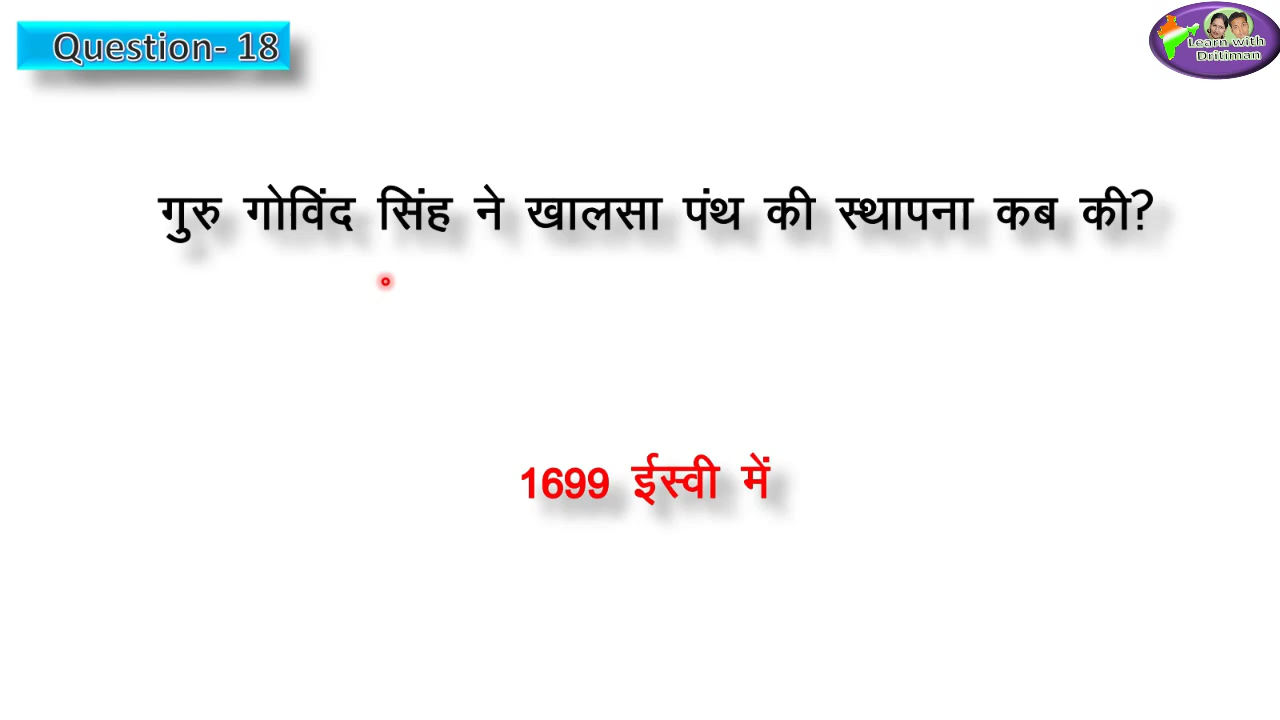 Question- 18
Learn with
Dritiman
गुरु गोविंद सिंह ने खालसा पंथ की स्थापना कब की?
1699 ईस्वी में